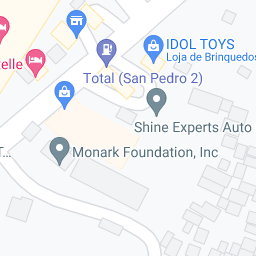 IDOL TOYS
Loja de Brinquedos
elle
Total (San Pedro 2)
Shine Experts Auto
Monark Foundation, Inc
T...